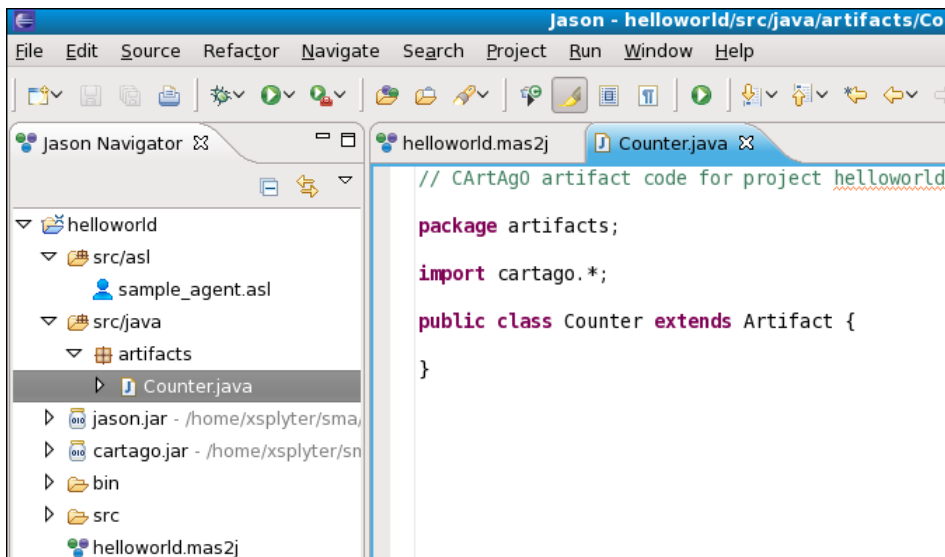 Jason - helloworld/src/java/artifacts/Co
File Edit Source Refactor Navigate Search Project Run Window Help
Jason Navigator
helloworld.mas2j
Counter.java
helloworld
src/asl
sample_agent.asl
src/java
artifacts
Counter.java
jason.jar - /home/xsplyter/sma/
cartago.jar - /home/xsplyter/sm
bin
src
helloworld.mas2j
// CArtAgO artifact code for project helloworld
package artifacts;
import cartago.*;
public class Counter extends Artifact {
}